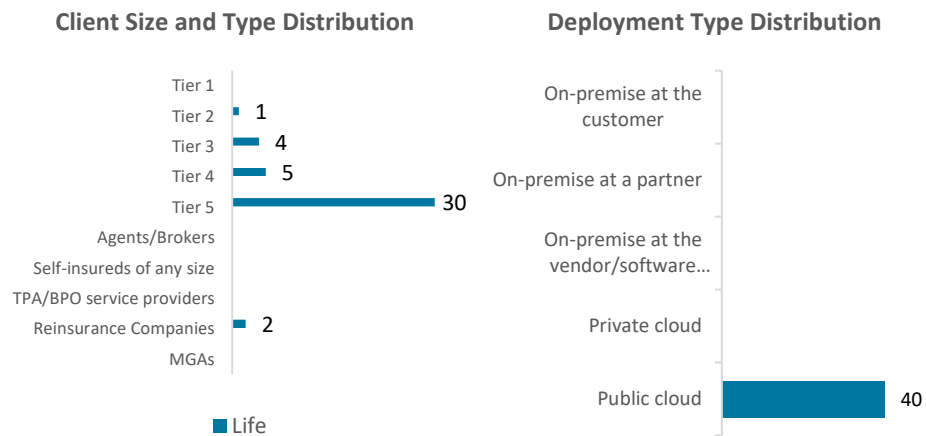 Client Size and Type Distribution
Tier 1
Tier 2
1
Tier 3
4
Tier 4
5
Tier 5
30
Agents/Brokers
Self-insureds of any size
TPA/BPO service providers
Reinsurance Companies
2
MGAs
Life
Deployment Type Distribution
On-premise at the
customer
On-premise at a partner
On-premise at the
vendor/software…
Private cloud
Public cloud
40